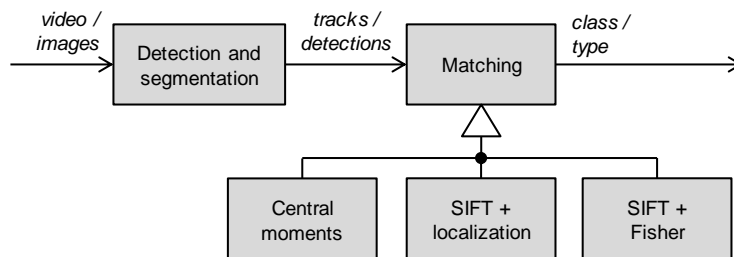 video /
images
Detection and
segmentation
tracks /
detections
Matching
class /
type
Central
moments
SIFT +
localization
SIFT +
Fisher